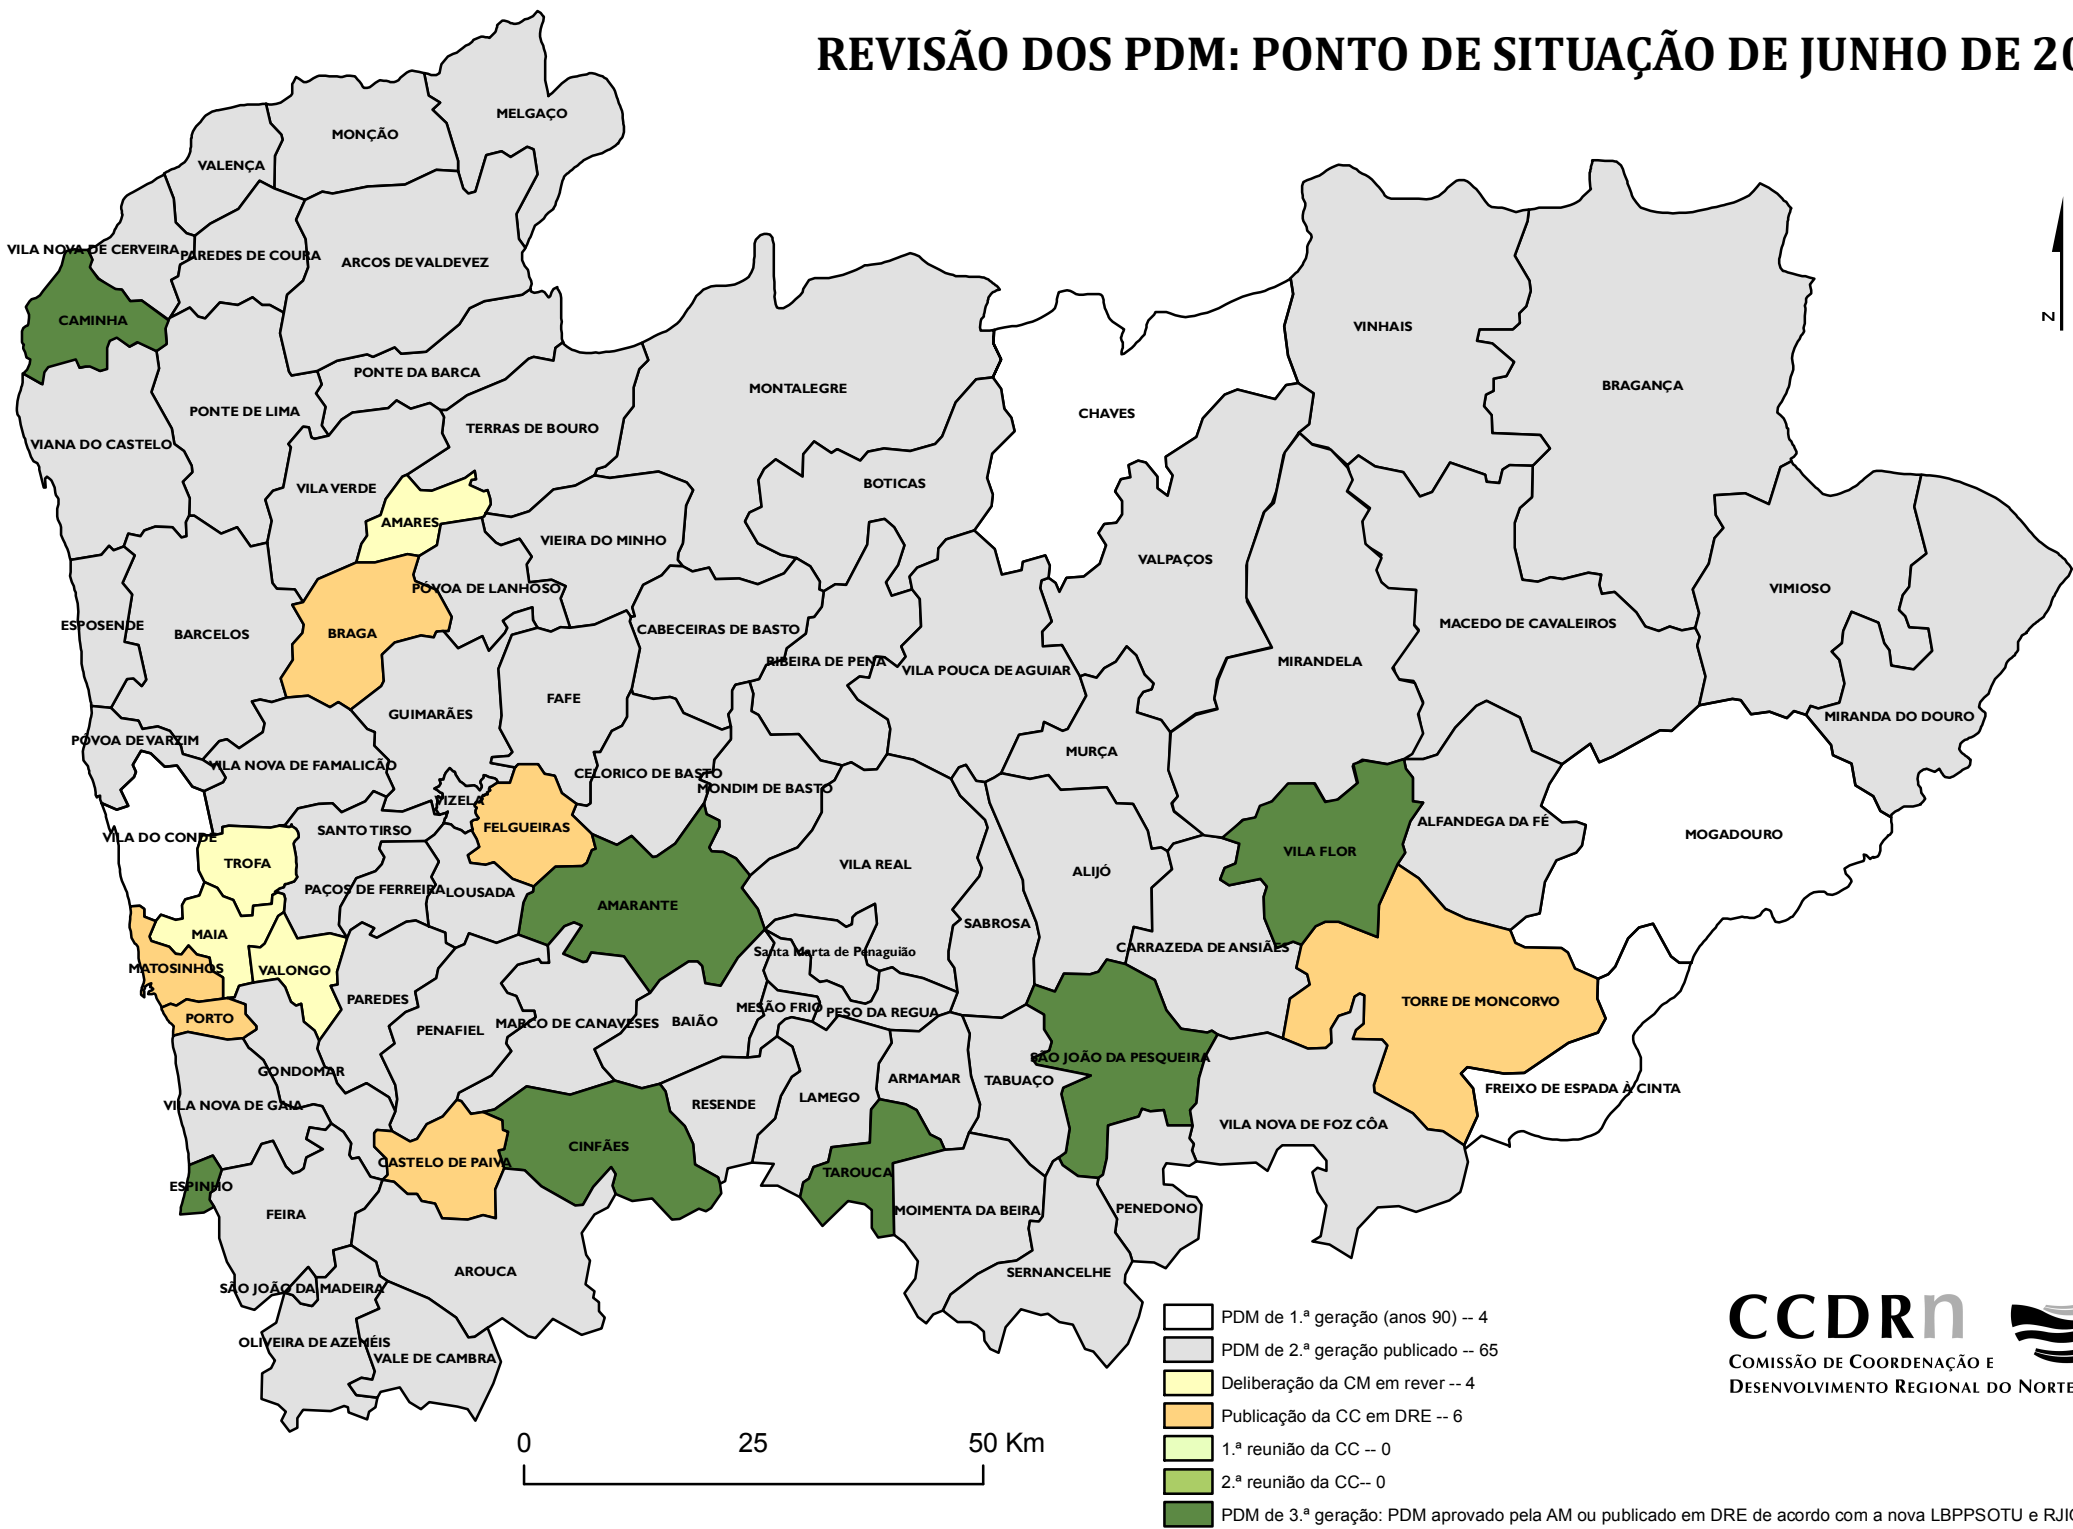 REVISÃO DOS PDM: PONTO DE SITUAÇÃO DE JUNHO DE
MELGAÇO
MONÇÃO
VALENÇA
VILA NOVA DE CERVEIRA
PAREDES DE COURA
ARCOS DE VALDEVEZ
CAMINHA
N
VINHAIS
BRAGANÇA
PONTE DA BARCA
MONTALEGRE
PONTE DE LIMA
CHAVES
TERRAS DE BOURO
VIANA DO CASTELO
VILA VERDE
BOTICAS
AMARES
VIEIRA DO MINHO
VALPAÇOS
PÓVOA DE LANHOSO
VIMIOSO
ESPOSENDE
BARCELOS
BRAGA
CABECEIRAS DE BASTO
MACEDO DE CAVALEIROS
RIBEIRA DE PENA
VILA POUCA DE AGUIAR
MIRANDELA
FAFE
GUIMARÃES
MIRANDA DO DOURO
PÓVOA DE VARZIM
MURÇA
VILA NOVA DE FAMALICÃO
CELORICO DE BASTO
MONDIM DE BASTO
VIZELA
VILA DO CONDE
SANTO TIRSO
FELGUEIRAS
ALFANDEGA DA FÉ
MOGADOURO
TROFA
VILA REAL
VILA FLOR
ALIJÓ
PAÇOS DE FERREIRA
LOUSADA
AMARANTE
SABROSA
MAIA
Santa Marta de Penaguião
CARRAZEDA DE ANSIÃES
MATOSINHOS
VALONGO
PAREDES
TORRE DE MONCORVO
MESÃO FRIO
PESO DA REGUA
PORTO
PENAFIEL
MARCO DE CANAVESES
BAIÃO
SÃO JOÃO DA PESQUEIRA
GONDOMAR
ARMAMAR
TABUAÇO
FREIXO DE ESPADA À CINTA
VILA NOVA DE GAIA
RESENDE
LAMEGO
VILA NOVA DE FOZ CÔA
CINFÃES
CASTELO DE PAIVA
TAROUCA
ESPINHO
FEIRA
MOIMENTA DA BEIRA
PENEDONO
AROUCA
SERNANCELHE
SÃO JOÃO DA MADEIRA
OLIVEIRA DE AZEMÉIS
VALE DE CAMBRA
0 25 50 Km
PDM de 1.ª geração (anos 90) -- 4
PDM de 2.ª geração publicado -- 65
Deliberação da CM em rever -- 4
Publicação da CC em DRE -- 6
1.ª reunião da CC -- 0
2.ª reunião da CC-- 0
PDM de 3.ª geração: PDM aprovado pela AM ou publicado em DRE de acordo com a nova LBPPSOTU e
CCDRn
COMISSÃO DE COORDENAÇÃO E
DESENVOLVIMENTO REGIONAL DO NORTE